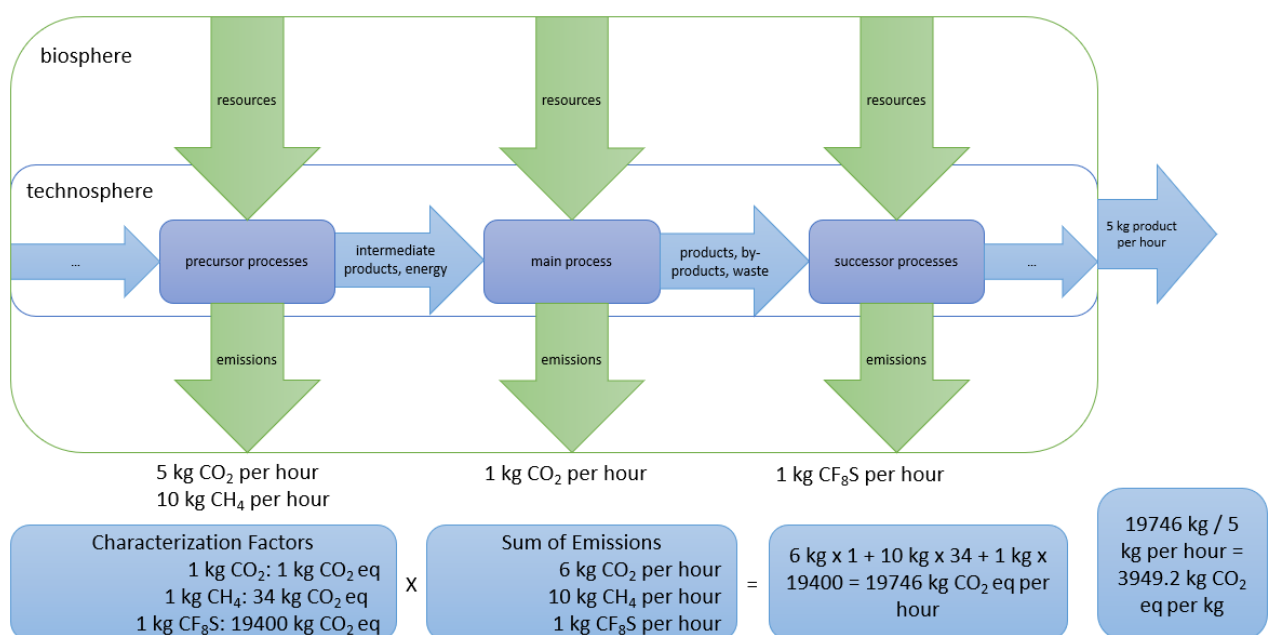 biosphere
resources
resources
resources
technosphere
...
precursor processes
intermediate
products, energy
main process
products, by-
products, waste
successor processes
...
5 kg product
per hour
emissions
emissions
emissions
5 kg CO₂ per hour
10 kg CH₄ per hour
1 kg CO₂ per hour
1 kg CF₈S per hour
Characterization Factors
1 kg CO₂: 1 kg CO₂ eq
1 kg CH₄: 34 kg CO₂ eq
1 kg CF₈S: 19400 kg CO₂ eq
X
Sum of Emissions
6 kg CO₂ per hour
10 kg CH₄ per hour
1 kg CF₈S per hour
=
6 kg x 1 + 10 kg x 34 + 1 kg x
19400 = 19746 kg CO₂ eq per
hour
19746 kg / 5
kg per hour =
3949.2 kg CO₂
eq per kg